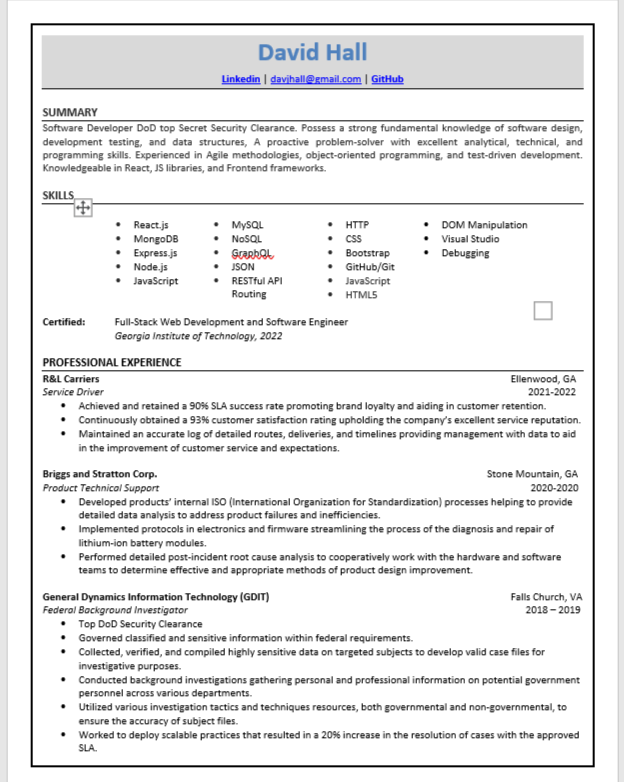 David Hall
Linkedin | davjhall@gmail.com | GitHub
SUMMARY
Software Developer DoD top Secret Security Clearance. Possess a strong fundamental knowledge of software design,
development testing, and data structures, A proactive problem-solver with excellent analytical, technical, and
programming skills. Experienced in Agile methodologies, object-oriented programming, and test-driven development.
Knowledgeable in React, JS libraries, and Frontend frameworks.
SKILLS
• React.js • MySQL • HTTP • DOM Manipulation
• MongoDB • NoSQL • CSS • Visual Studio
• Express.js • GraphQL • Bootstrap • Debugging
• Node.js • JSON • GitHub/Git
• JavaScript • RESTful API • JavaScript
Routing • HTML5
Certified: Full-Stack Web Development and Software Engineer
Georgia Institute of Technology, 2022
PROFESSIONAL EXPERIENCE
R&L Carriers Ellenwood, GA
Service Driver 2021-2022
• Achieved and retained a 90% SLA success rate promoting brand loyalty and aiding in customer retention.
• Continuously obtained a 93% customer satisfaction rating upholding the company's excellent service reputation.
• Maintained an accurate log of detailed routes, deliveries, and timelines providing management with data to aid
in the improvement of customer service and expectations.
Briggs and Stratton Corp. Stone Mountain, GA
Product Technical Support 2020-2020
• Developed products' internal ISO (International Organization for Standardization) processes helping to provide
detailed data analysis to address product failures and inefficiencies.
• Implemented protocols in electronics and firmware streamlining the process of the diagnosis and repair of
lithium-ion battery modules.
• Performed detailed post-incident root cause analysis to cooperatively work with the hardware and software
teams to determine effective and appropriate methods of product design improvement.
General Dynamics Information Technology (GDIT) Falls Church, VA
Federal Background Investigator 2018 – 2019
• Top DoD Security Clearance
• Governed classified and sensitive information within federal requirements.
• Collected, verified, and compiled highly sensitive data on targeted subjects to develop valid case files for
investigative purposes.
• Conducted background investigations gathering personal and professional information on potential government
personnel across various departments.
• Utilized various investigation tactics and techniques resources, both governmental and non-governmental, to
ensure the accuracy of subject files.
• Worked to deploy scalable practices that resulted in a 20% increase in the resolution of cases with the approved
SLA.